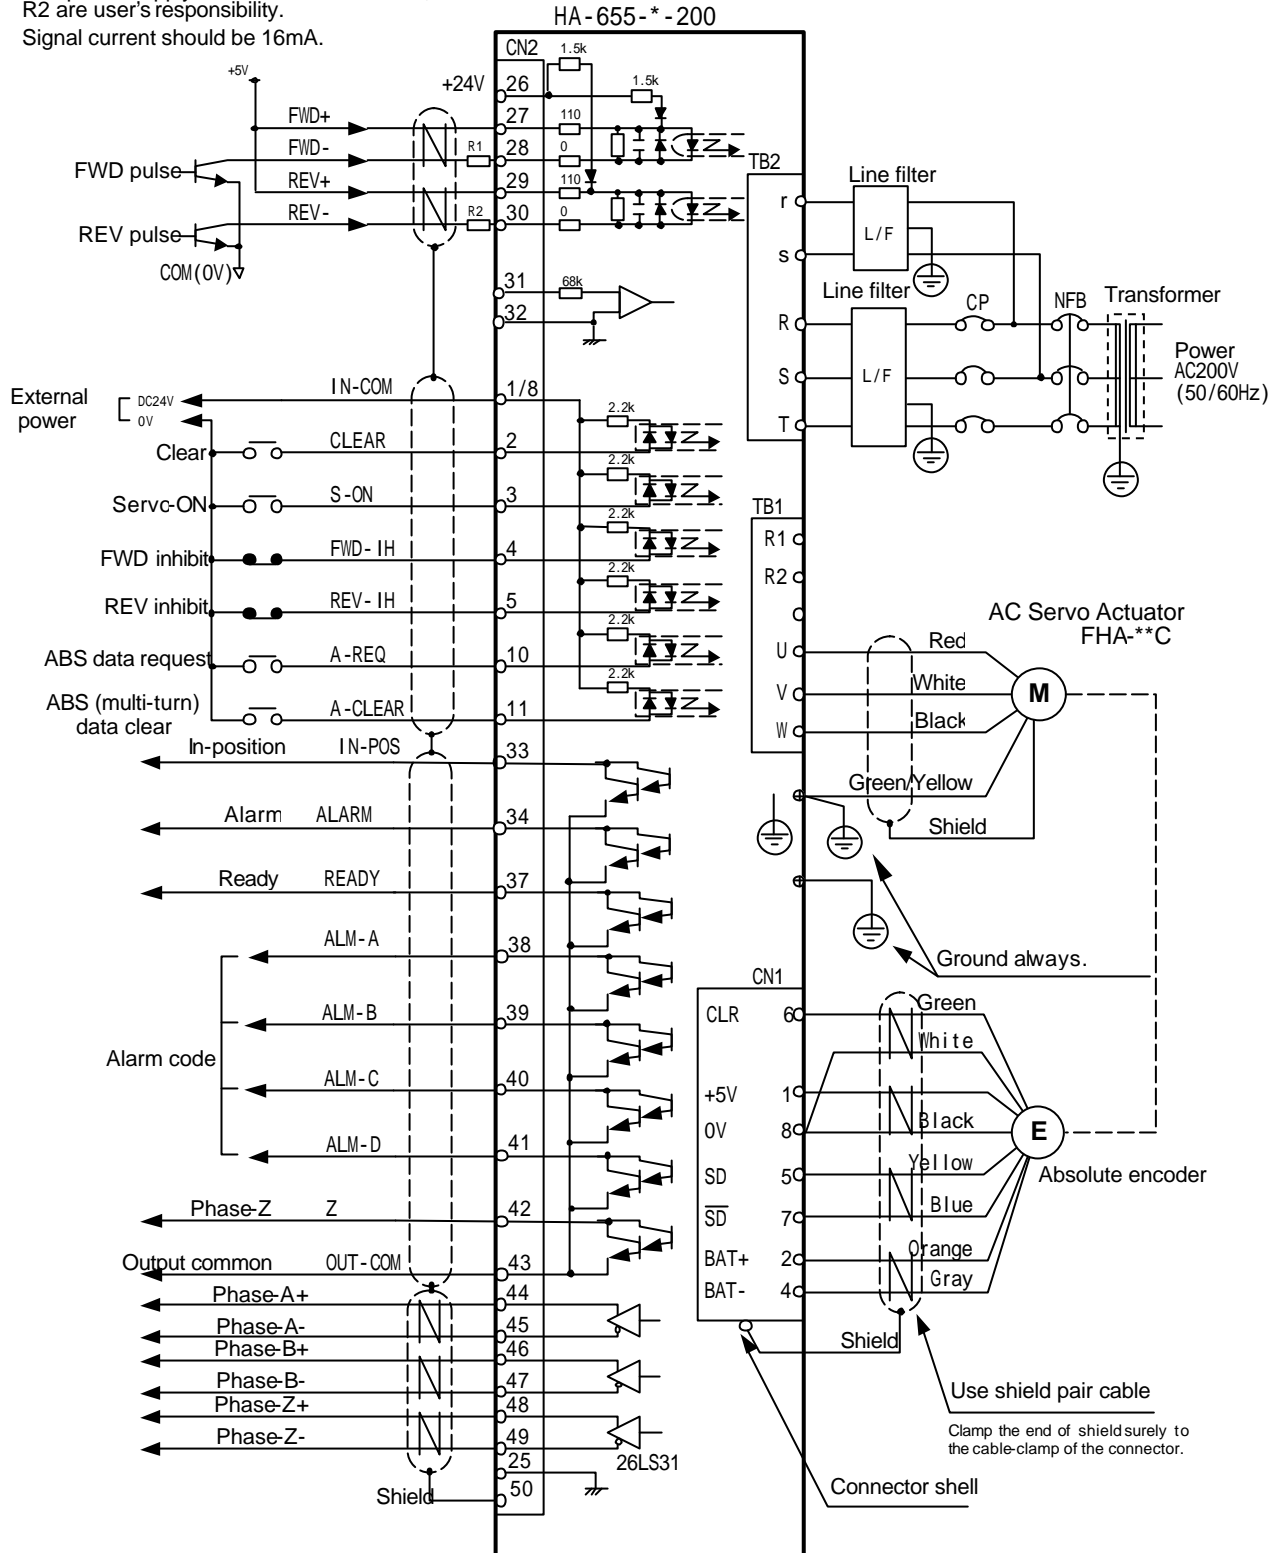 R2 are user's responsibility.
Signal current should be 16mA.
HA-655-*-200
CN2
1.5k
+5V
+24V
26
1.5k
FWD+
27
110
FWD-
R1
28
0
FWD pulse
REV+
29
110
REV-
R2
30
0
REV pulse
COM(0V)
31
68k
32
TB2
r
Line filter
L/F
s
Line filter
R
CP
NFB
Transformer
S
L/F
Power
AC200V
(50/60Hz)
T
External
power
DC24V
0V
IN-COM
1/8
2.2k
Clear
CLEAR
2
2.2k
Servo-ON
S-ON
3
2.2k
FWD inhibit
FWD-IH
4
2.2k
REV inhibit
REV-IH
5
2.2k
ABS data request
A-REQ
10
2.2k
ABS (multi-turn)
data clear
A-CLEAR
11
TB1
R1
R2
AC Servo Actuator
FHA-**C
U
Red
V
White
M
W
Black
Green/Yellow
Shield
In-position
IN-POS
33
Alarm
ALARM
34
Ready
READY
37
ALM-A
38
Ground always.
ALM-B
39
Alarm code
ALM-C
40
ALM-D
41
Phase-Z
Z
42
Output common
OUT-COM
43
CN1
CLR
6
Green
White
+5V
1
0V
8
Black
E
SD
5
Yellow
Absolute encoder
SD
7
Blue
BAT+
2
Orange
BAT-
4
Gray
Shield
Phase-A+
44
Phase-A-
45
Phase-B+
46
Phase-B-
47
Phase-Z+
48
Phase-Z-
49
26LS31
25
Shield
50
Use shield pair cable
Clamp the end of shield surely to
the cable-clamp of the connector.
Connector shell